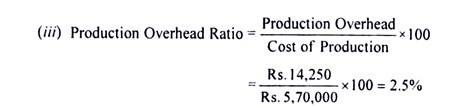 (iii) Production Overhead Ratio = Production Overhead / Cost of Production × 100
= Rs. 14,250 / Rs. 5,70,000 × 100 = 2.5%